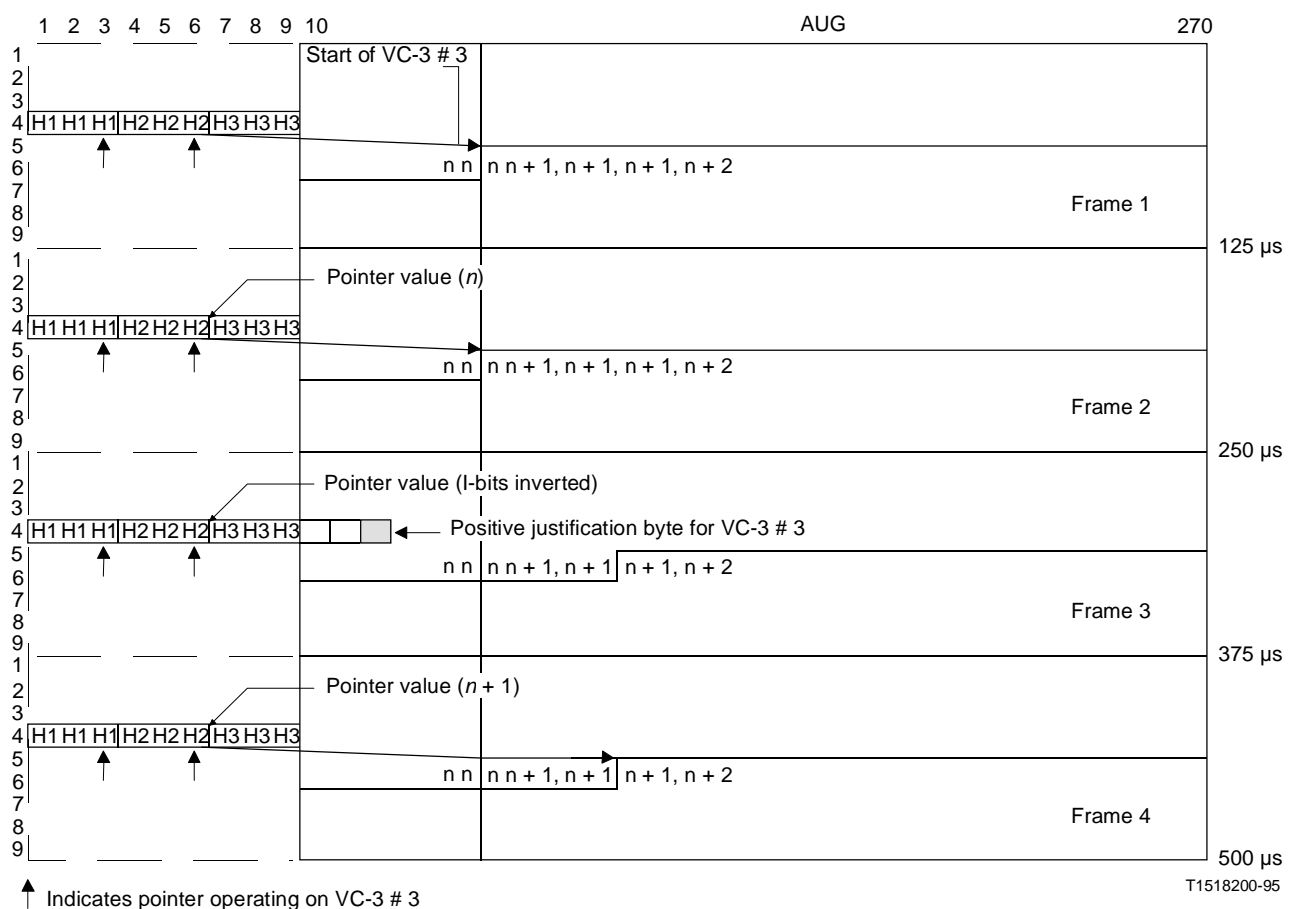 1 2 3 4 5 6 7 8 9 10 AUG 270
1 Start of VC-3 # 3
2
3
4 H1 H1 H1 H2 H2 H2 H3 H3 H3
5
6 n n n n + 1, n + 1, n + 1, n + 2
7
8 Frame 1
9
125 µs
1
2 Pointer value (n)
3
4 H1 H1 H1 H2 H2 H2 H3 H3 H3
5
6 n n n n + 1, n + 1, n + 1, n + 2
7
8 Frame 2
9
250 µs
1
2 Pointer value (I-bits inverted)
3
4 H1 H1 H1 H2 H2 H2 H3 H3 H3 Positive justification byte for VC-3 # 3
5
6 n n n n + 1, n + 1 n + 1, n + 2
7
8 Frame 3
9
375 µs
1
2 Pointer value (n + 1)
3
4 H1 H1 H1 H2 H2 H2 H3 H3 H3
5
6 n n n n + 1, n + 1 n + 1, n + 2
7
8 Frame 4
9
500 µs
T1518200-95
Indicates pointer operating on VC-3 # 3